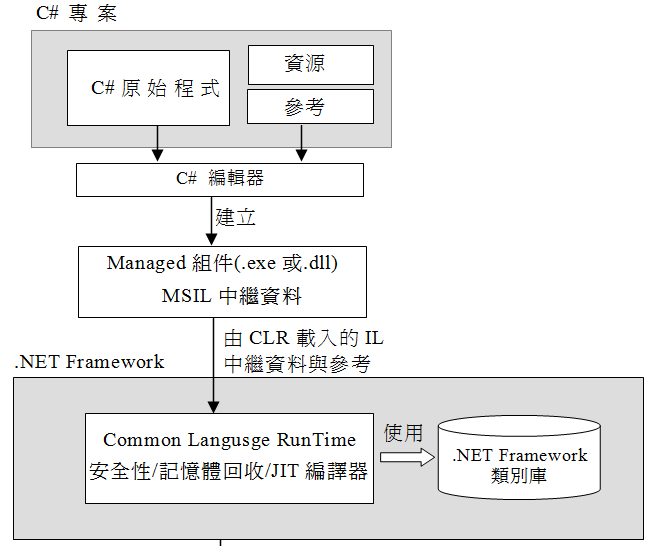 C# 專 案
C# 原 始 程 式
資源
參考
C# 編輯器
建立
Managed 組件(.exe 或.dll)
MSIL 中繼資料
由 CLR 載入的 IL
中繼資料與參考
.NET Framework
Common Langusge RunTime
安全性/記憶體回收/JIT 編譯器
使用
.NET Framework
類別庫